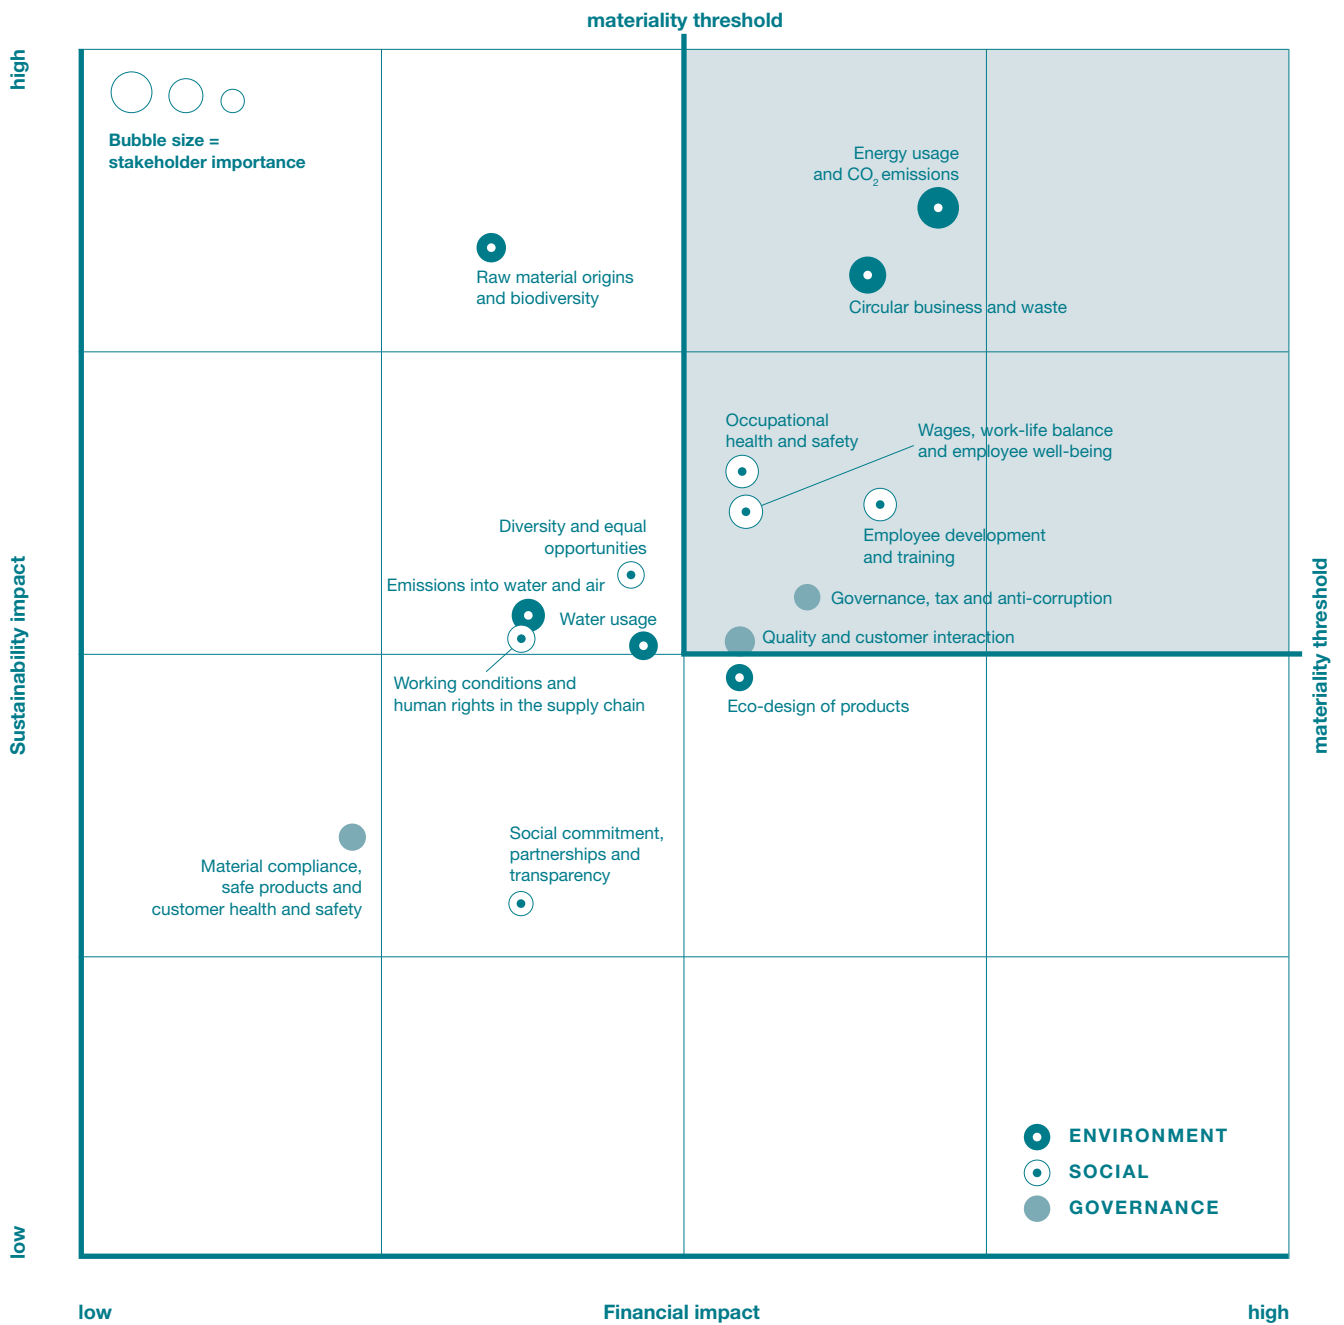 materiality threshold
high
Bubble size =
stakeholder importance
Energy usage
and CO₂ emissions
Raw material origins
and biodiversity
Circular business and waste
Occupational
health and safety
Wages, work-life balance
and employee well-being
Diversity and equal
opportunities
Employee development
and training
Emissions into water and air
Governance, tax and anti-corruption
Water usage
Quality and customer interaction
Working conditions and
human rights in the supply chain
Eco-design of products
Sustainability impact
materiality threshold
Social commitment,
partnerships and
transparency
Material compliance,
safe products and
customer health and safety
ENVIRONMENT
SOCIAL
GOVERNANCE
low
low
Financial impact
high